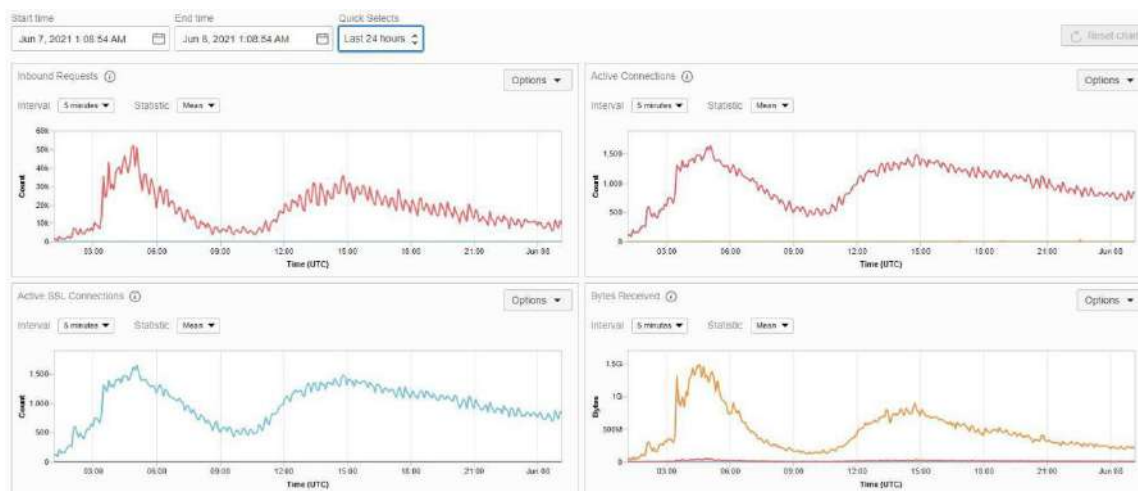 Start time End time Quick Selects
Jun 7, 2021 1:08:54 AM Jun 8, 2021 1:08:54 AM Last 24 hours Reset chart
Inbound Requests Options
Interval 5 minutes Statistic Mean
60k
50k
40k
30k
20k
10k
0
Count
03:00 06:00 09:00 12:00 15:00 18:00 21:00 Jun 08
Time (UTC)
Active Connections Options
Interval 5 minutes Statistic Mean
1,500
1,000
500
0
Count
03:00 06:00 09:00 12:00 15:00 18:00 21:00 Jun 08
Time (UTC)
Active SSL Connections Options
Interval 5 minutes Statistic Mean
1,500
1,000
500
0
Count
03:00 06:00 09:00 12:00 15:00 18:00 21:00 Jun 08
Time (UTC)
Bytes Received Options
Interval 5 minutes Statistic Mean
1.5G
1G
500M
0
Bytes
03:00 06:00 09:00 12:00 15:00 18:00 21:00 Jun 08
Time (UTC)